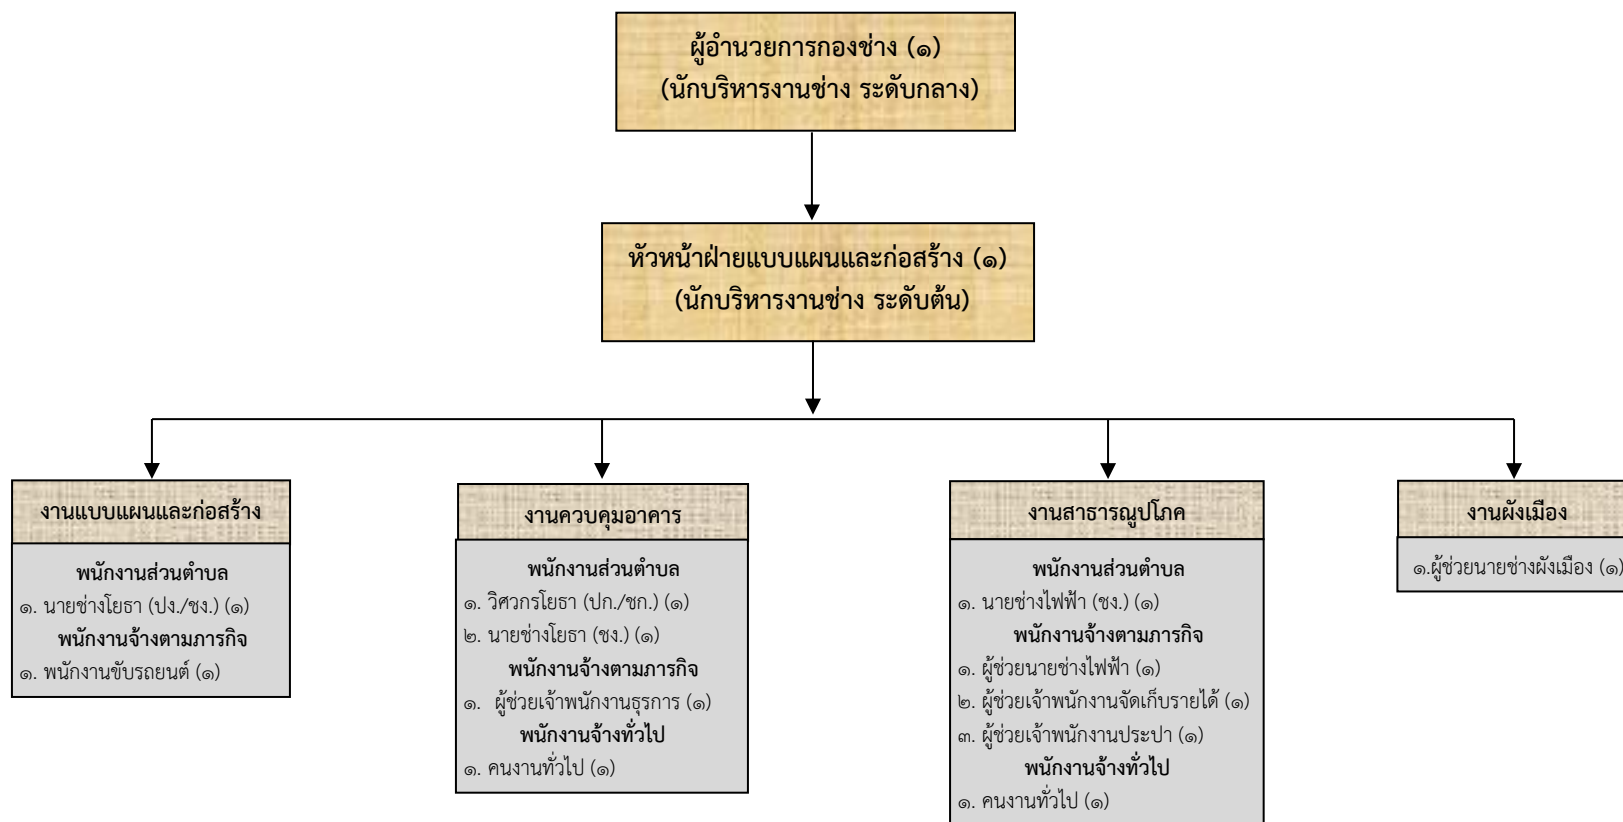 ผู้อำนวยการกองช่าง (๑)
(นักบริหารงานช่าง ระดับกลาง)
หัวหน้าฝ่ายแบบแผนและก่อสร้าง (๑)
(นักบริหารงานช่าง ระดับต้น)
งานแบบแผนและก่อสร้าง
พนักงานส่วนตำบล
๑. นายช่างโยธา (ปง./ชง.) (๑)
พนักงานจ้างตามภารกิจ
๑. พนักงานขับรถยนต์ (๑)
งานควบคุมอาคาร
พนักงานส่วนตำบล
๑. วิศวกรโยธา (ปก./ชก.) (๑)
๒. นายช่างโยธา (ชง.) (๑)
พนักงานจ้างตามภารกิจ
๑. ผู้ช่วยเจ้าพนักงานธุรการ (๑)
พนักงานจ้างทั่วไป
๑. คนงานทั่วไป (๑)
งานสาธารณูปโภค
พนักงานส่วนตำบล
๑. นายช่างไฟฟ้า (ชง.) (๑)
พนักงานจ้างตามภารกิจ
๑. ผู้ช่วยนายช่างไฟฟ้า (๑)
๒. ผู้ช่วยเจ้าพนักงานจัดเก็บรายได้ (๑)
๓. ผู้ช่วยเจ้าพนักงานประปา (๑)
พนักงานจ้างทั่วไป
๑. คนงานทั่วไป (๑)
งานผังเมือง
๑.ผู้ช่วยนายช่างผังเมือง (๑)